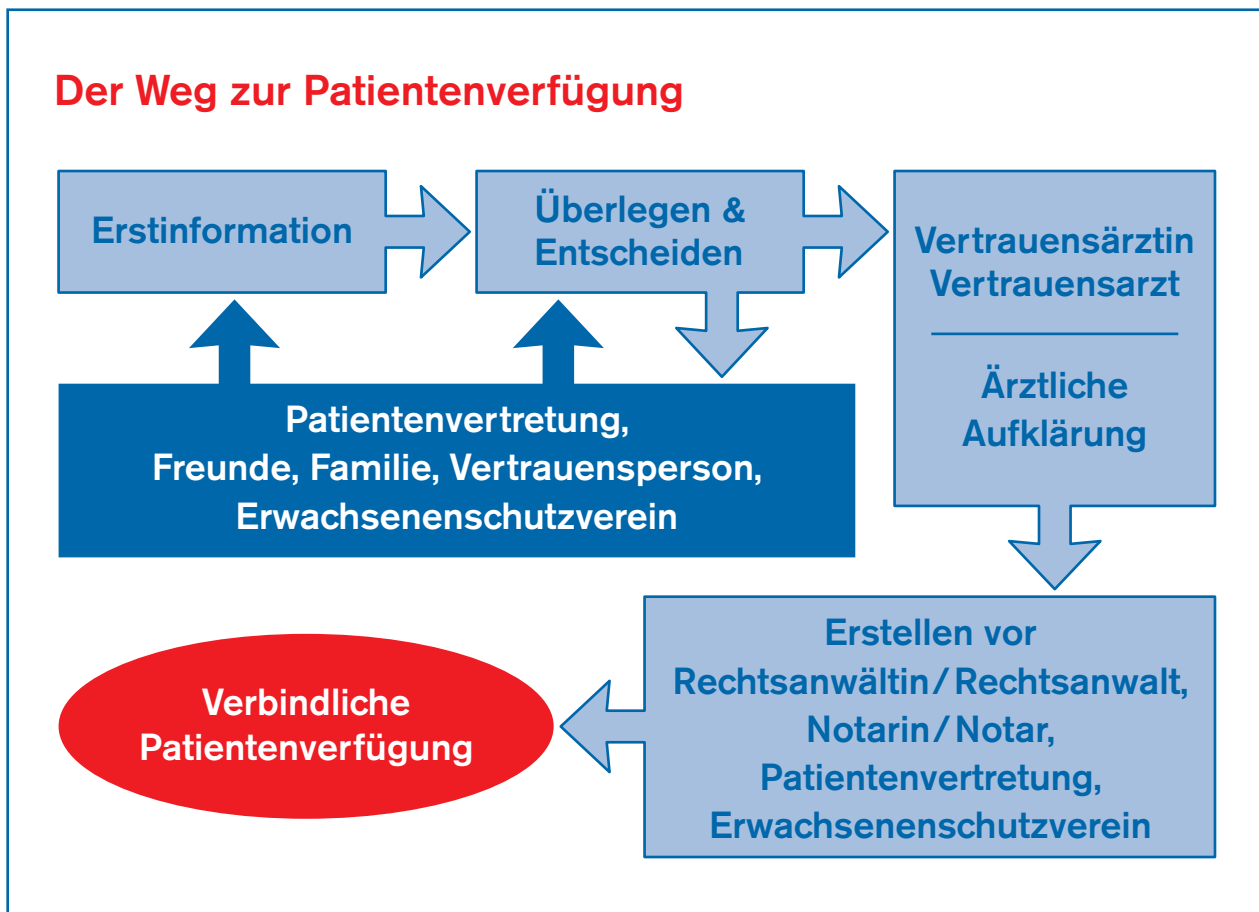 Der Weg zur Patientenverfügung
Erstinformation
Überlegen &
Entscheiden
Vertrauensärztin
Vertrauensarzt
Ärztliche
Aufklärung
Patientenvertretung,
Freunde, Familie, Vertrauensperson,
Erwachsenenschutzverein
Erstellen vor
Rechtsanwältin/Rechtsanwalt,
Notarin/Notar,
Patientenvertretung,
Erwachsenenschutzverein
Verbindliche
Patientenverfügung